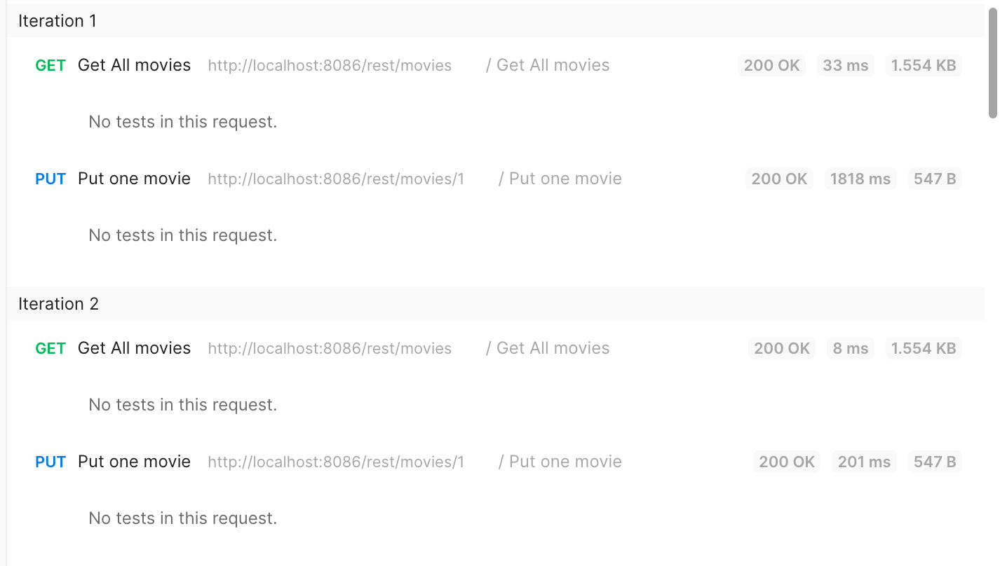 Iteration 1
GET Get All movies http://localhost:8086/rest/movies / Get All movies 200 OK 33 ms 1.554 KB
No tests in this request.
PUT Put one movie http://localhost:8086/rest/movies/1 / Put one movie 200 OK 1818 ms 547 B
No tests in this request.
Iteration 2
GET Get All movies http://localhost:8086/rest/movies / Get All movies 200 OK 8 ms 1.554 KB
No tests in this request.
PUT Put one movie http://localhost:8086/rest/movies/1 / Put one movie 200 OK 201 ms 547 B
No tests in this request.